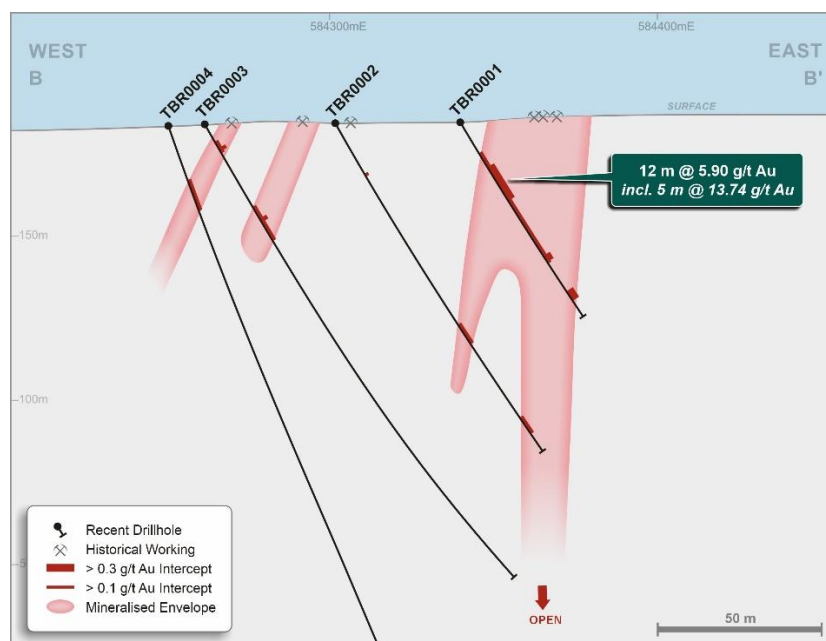 584300mE
584400mE
WEST
B
EAST
B'
TBR0004
TBR0003
TBR0002
TBR0001
SURFACE
12 m @ 5.90 g/t Au
incl. 5 m @ 13.74 g/t Au
150m
100m
Recent Drillhole
Historical Working
> 0.3 g/t Au Intercept
> 0.1 g/t Au Intercept
Mineralised Envelope
OPEN
50 m